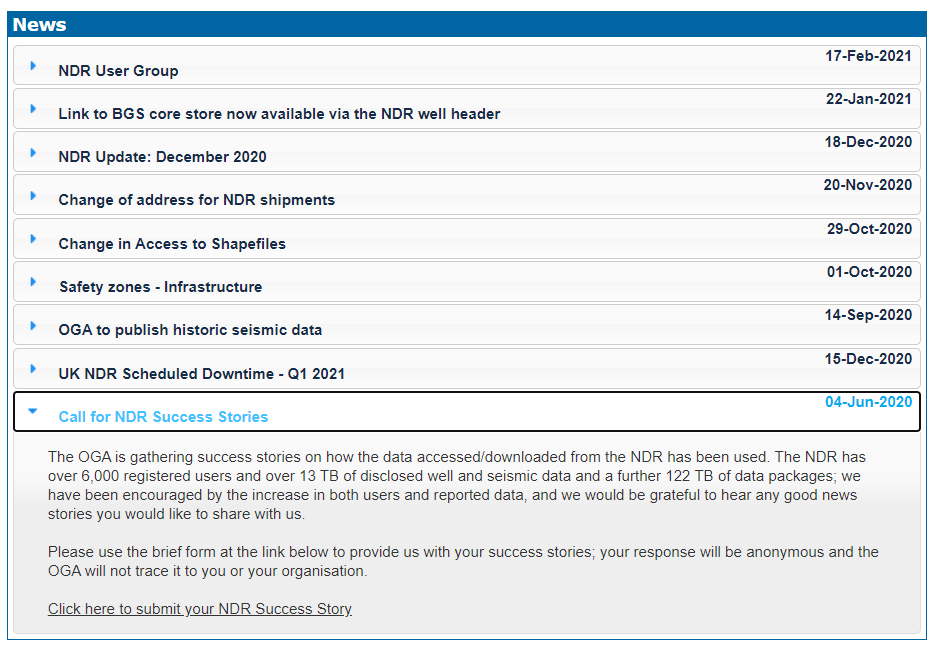 News
17-Feb-2021
NDR User Group
22-Jan-2021
Link to BGS core store now available via the NDR well header
18-Dec-2020
NDR Update: December 2020
20-Nov-2020
Change of address for NDR shipments
29-Oct-2020
Change in Access to Shapefiles
01-Oct-2020
Safety zones - Infrastructure
14-Sep-2020
OGA to publish historic seismic data
15-Dec-2020
UK NDR Scheduled Downtime - Q1 2021
04-Jun-2020
Call for NDR Success Stories
The OGA is gathering success stories on how the data accessed/downloaded from the NDR has been used. The NDR has
over 6,000 registered users and over 13 TB of disclosed well and seismic data and a further 122 TB of data packages; we
have been encouraged by the increase in both users and reported data, and we would be grateful to hear any good news
stories you would like to share with us.
Please use the brief form at the link below to provide us with your success stories; your response will be anonymous and the
OGA will not trace it to you or your organisation.
Click here to submit your NDR Success Story